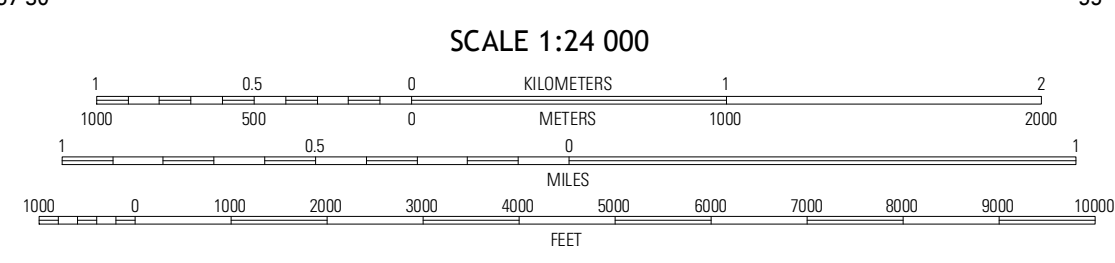 SCALE 1:24 000
1 0.5 0 KILOMETERS 1 2
1000 500 0 METERS 1000 2000
1 0.5 0 1
MILES
1000 0 1000 2000 3000 4000 5000 6000 7000 8000 9000 10000
FEET